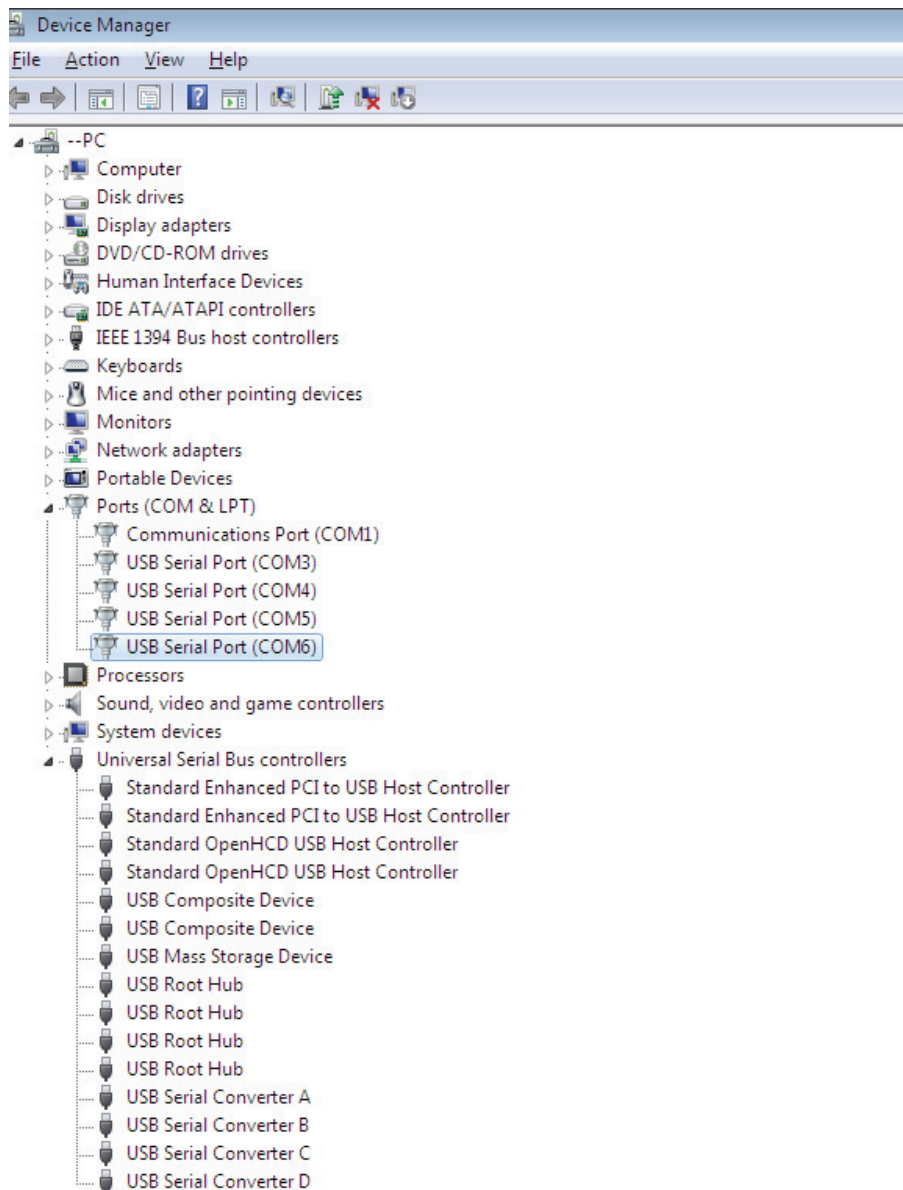 Device Manager
File Action View Help
--PC
Computer
Disk drives
Display adapters
DVD/CD-ROM drives
Human Interface Devices
IDE ATA/ATAPI controllers
IEEE 1394 Bus host controllers
Keyboards
Mice and other pointing devices
Monitors
Network adapters
Portable Devices
Ports (COM & LPT)
Communications Port (COM1)
USB Serial Port (COM3)
USB Serial Port (COM4)
USB Serial Port (COM5)
USB Serial Port (COM6)
Processors
Sound, video and game controllers
System devices
Universal Serial Bus controllers
Standard Enhanced PCI to USB Host Controller
Standard Enhanced PCI to USB Host Controller
Standard OpenHCD USB Host Controller
Standard OpenHCD USB Host Controller
USB Composite Device
USB Composite Device
USB Mass Storage Device
USB Root Hub
USB Root Hub
USB Root Hub
USB Root Hub
USB Serial Converter A
USB Serial Converter B
USB Serial Converter C
USB Serial Converter D